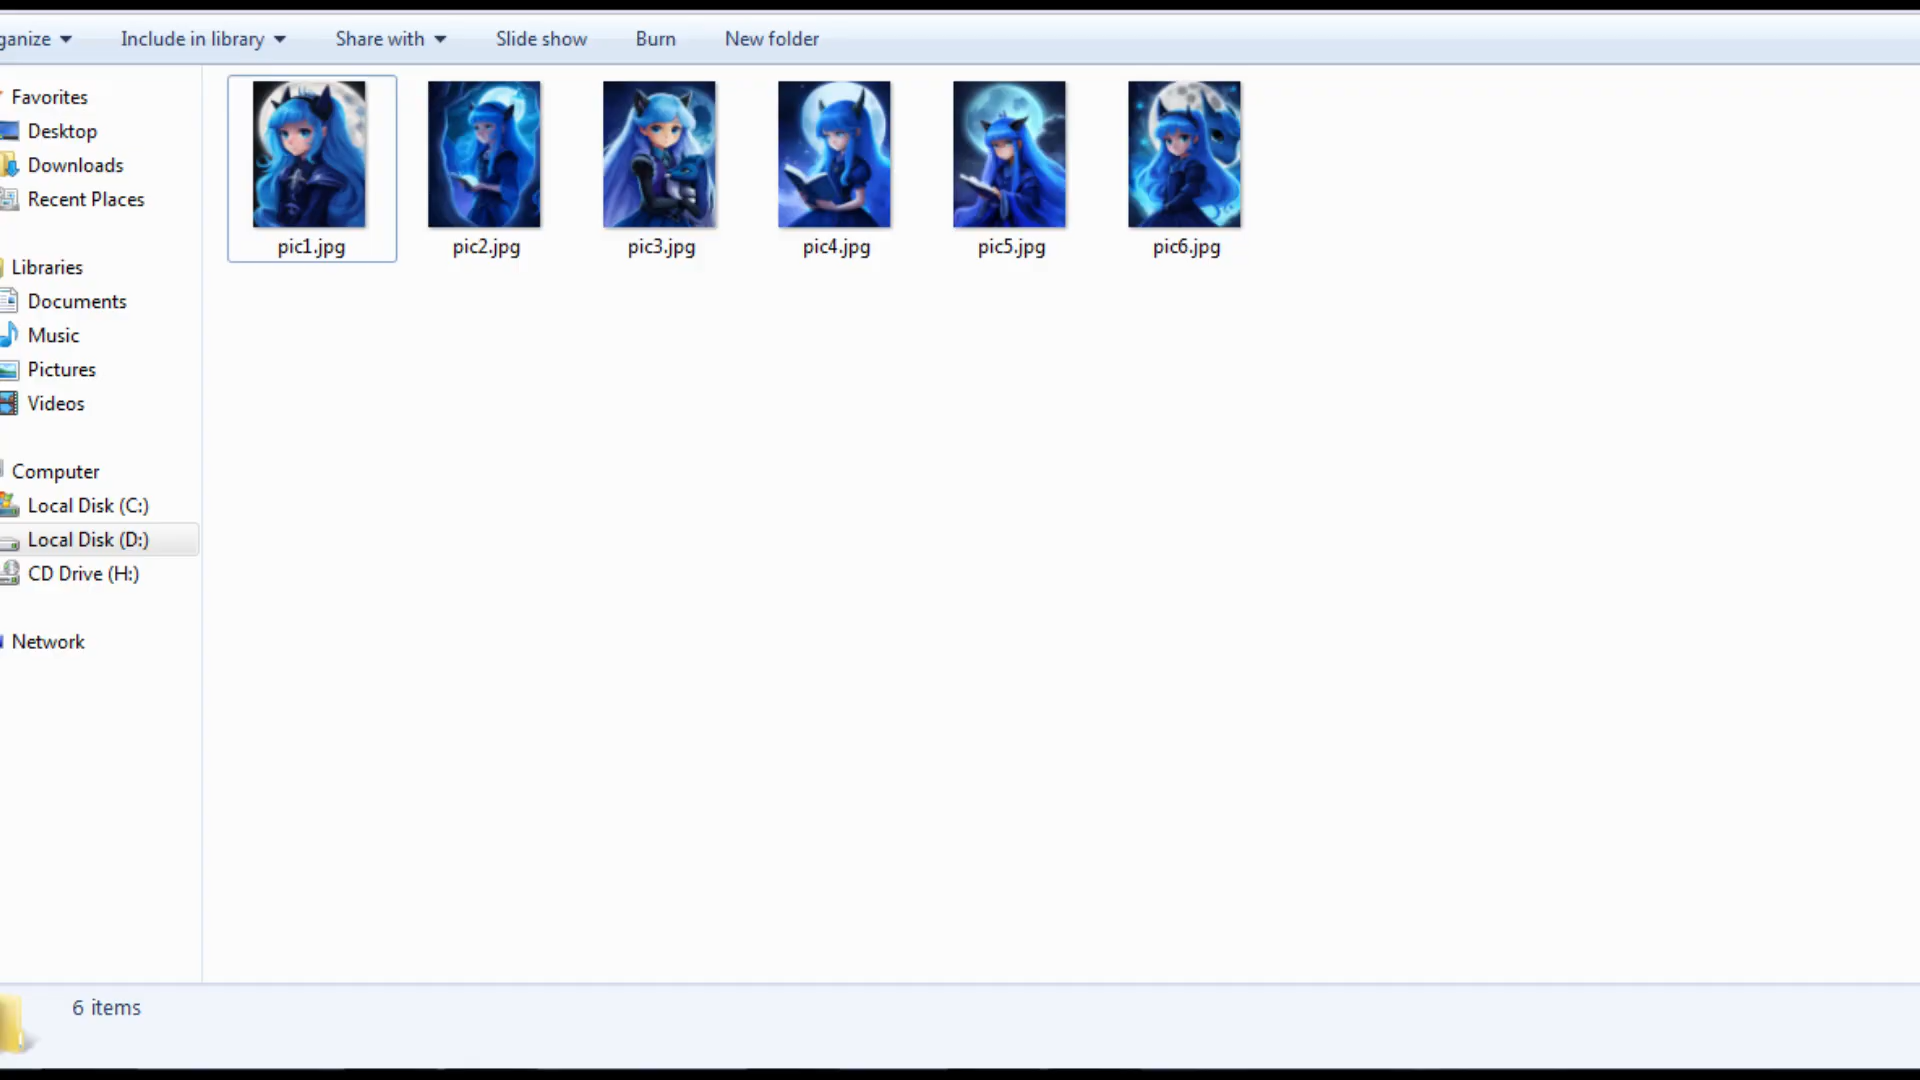 ganize
Include in library
Share with
Slide show
Burn
New folder
Favorites
Desktop
Downloads
Recent Places
Libraries
Documents
Music
Pictures
Videos
Computer
Local Disk (C:)
Local Disk (D:)
CD Drive (H:)
Network
pic1.jpg
pic2.jpg
pic3.jpg
pic4.jpg
pic5.jpg
pic6.jpg
6 items